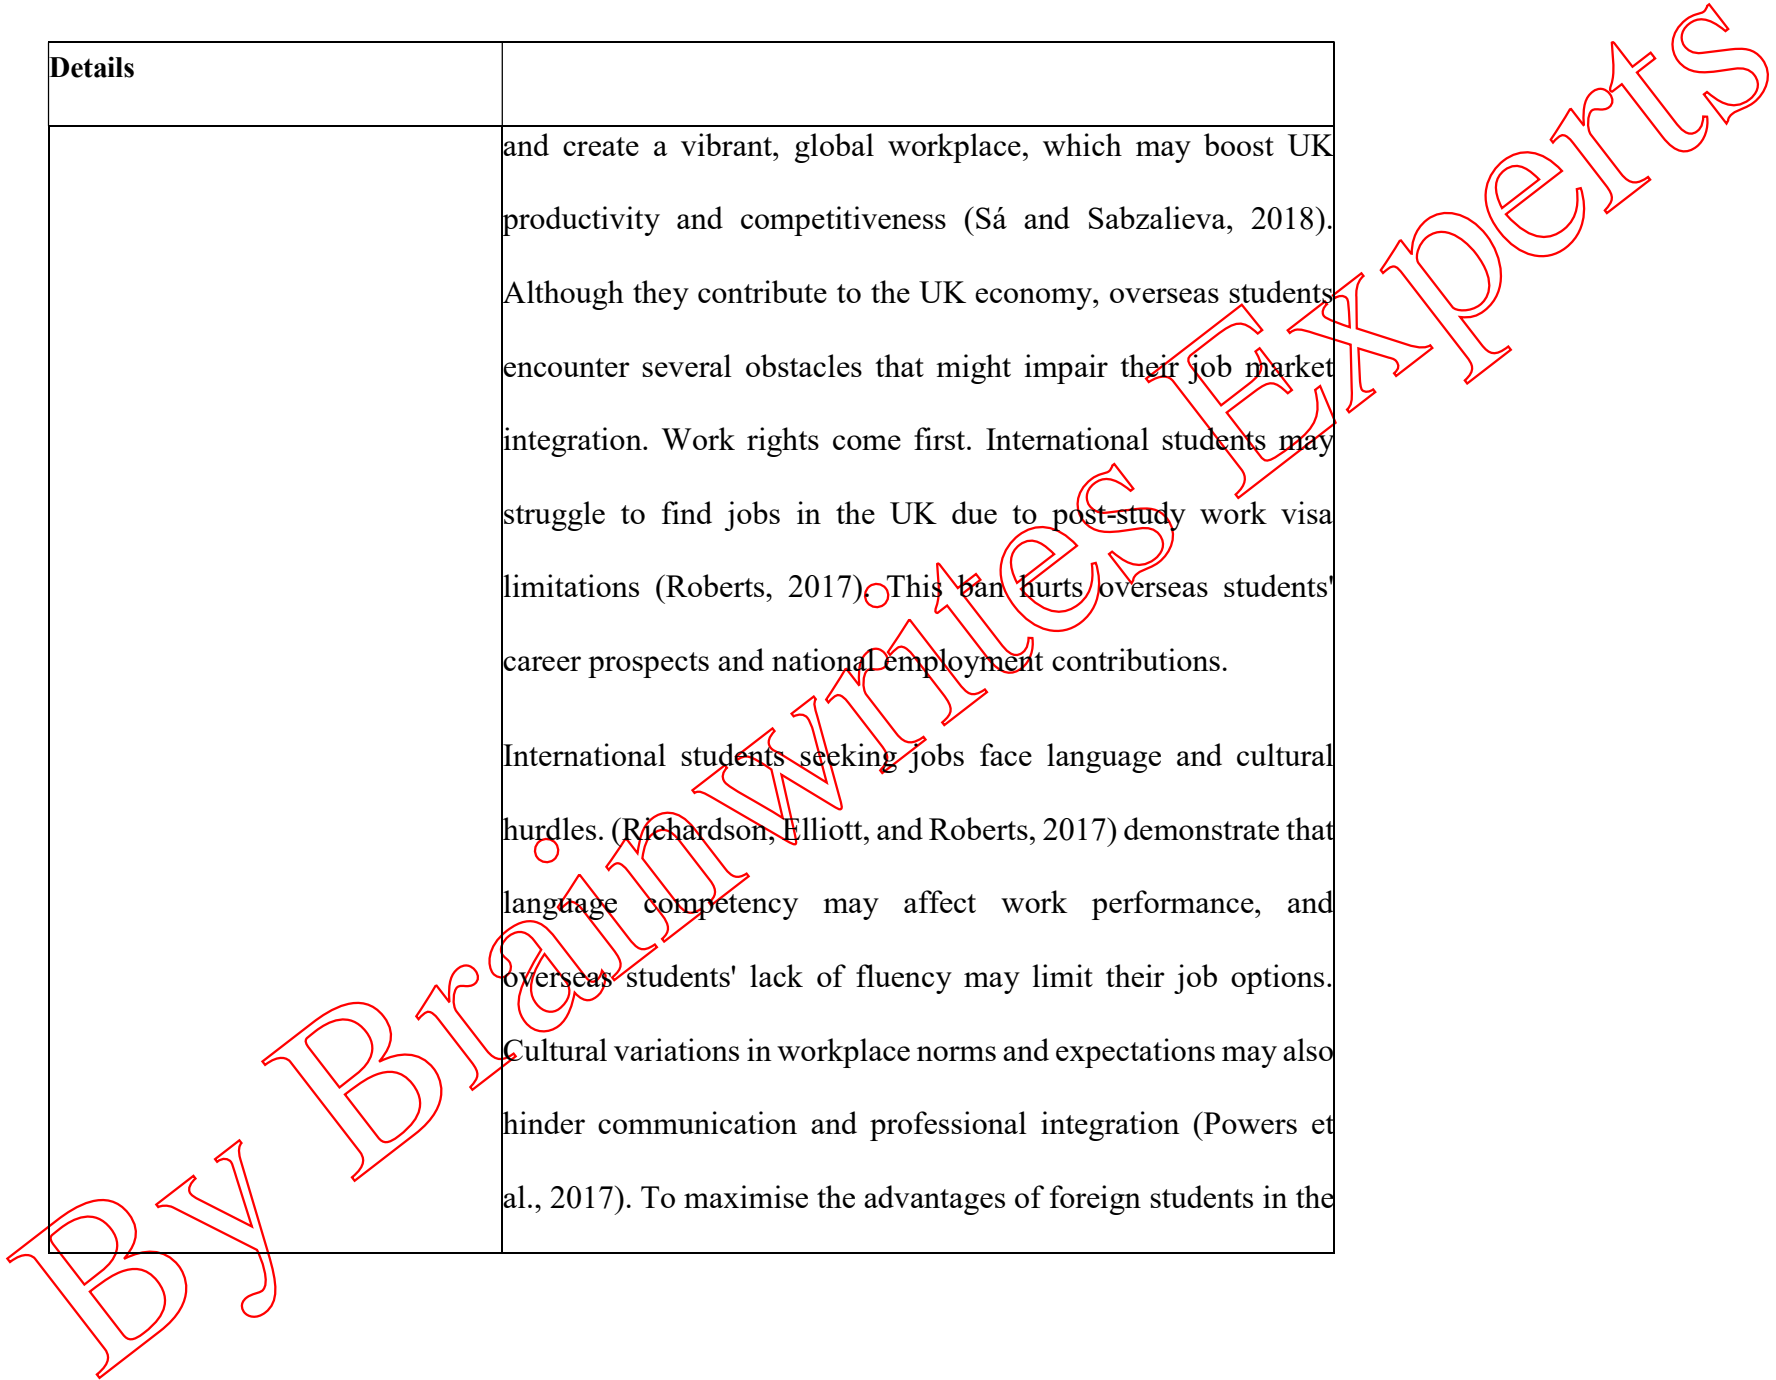 Details
and create a vibrant, global workplace, which may boost UK
productivity and competitiveness (Sá and Sabzalieva, 2018).
Although they contribute to the UK economy, overseas students
encounter several obstacles that might impair their job market
integration. Work rights come first. International students may
struggle to find jobs in the UK due to post-study work visa
limitations (Roberts, 2017). This ban hurts overseas students'
career prospects and national employment contributions.
International students seeking jobs face language and cultural
hurdles. (Richardson, Elliott, and Roberts, 2017) demonstrate that
language competency may affect work performance, and
overseas students' lack of fluency may limit their job options.
Cultural variations in workplace norms and expectations may also
hinder communication and professional integration (Powers et
al., 2017). To maximise the advantages of foreign students in the
By Brainwrites Experts